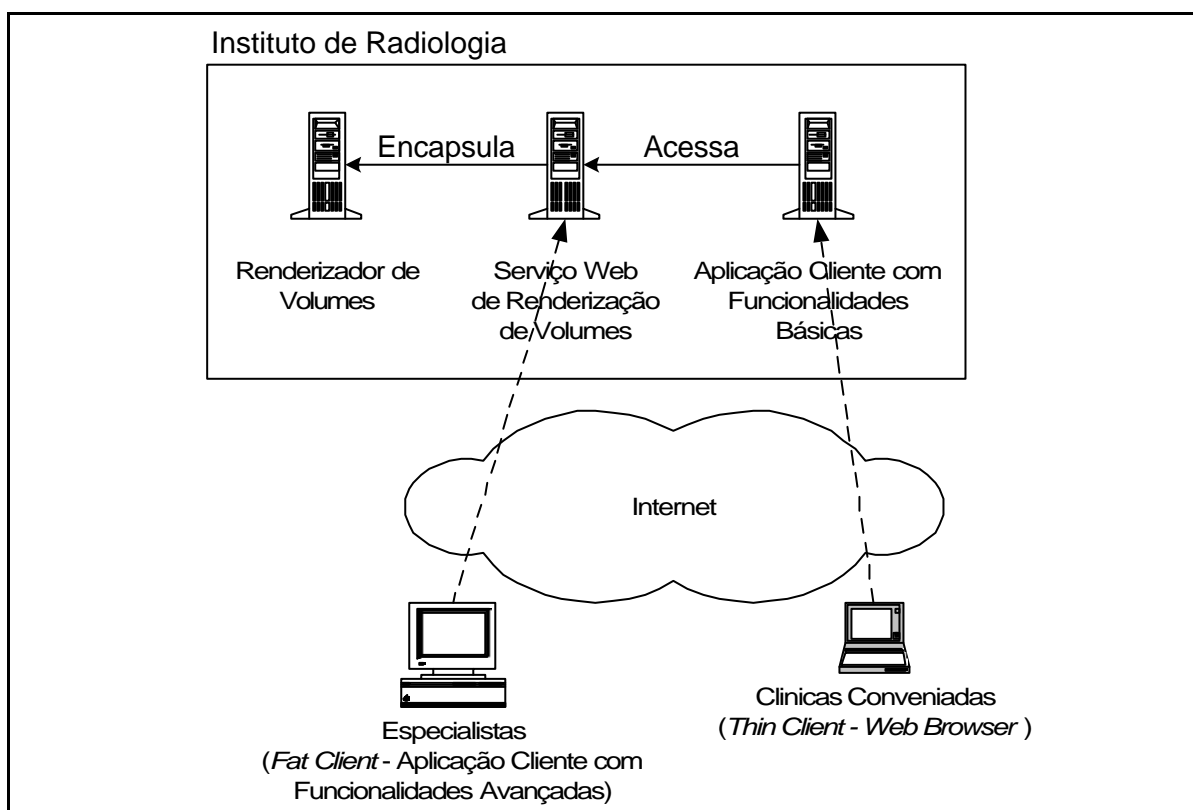 Instituto de Radiologia
Encapsula
Acessa
Renderizador de
Volumes
Serviço Web
de Renderização
de Volumes
Aplicação Cliente com
Funcionalidades
Básicas
Internet
Especialistas
(Fat Client - Aplicação Cliente com
Funcionalidades Avançadas)
Clinicas Conveniadas
(Thin Client - Web Browser )